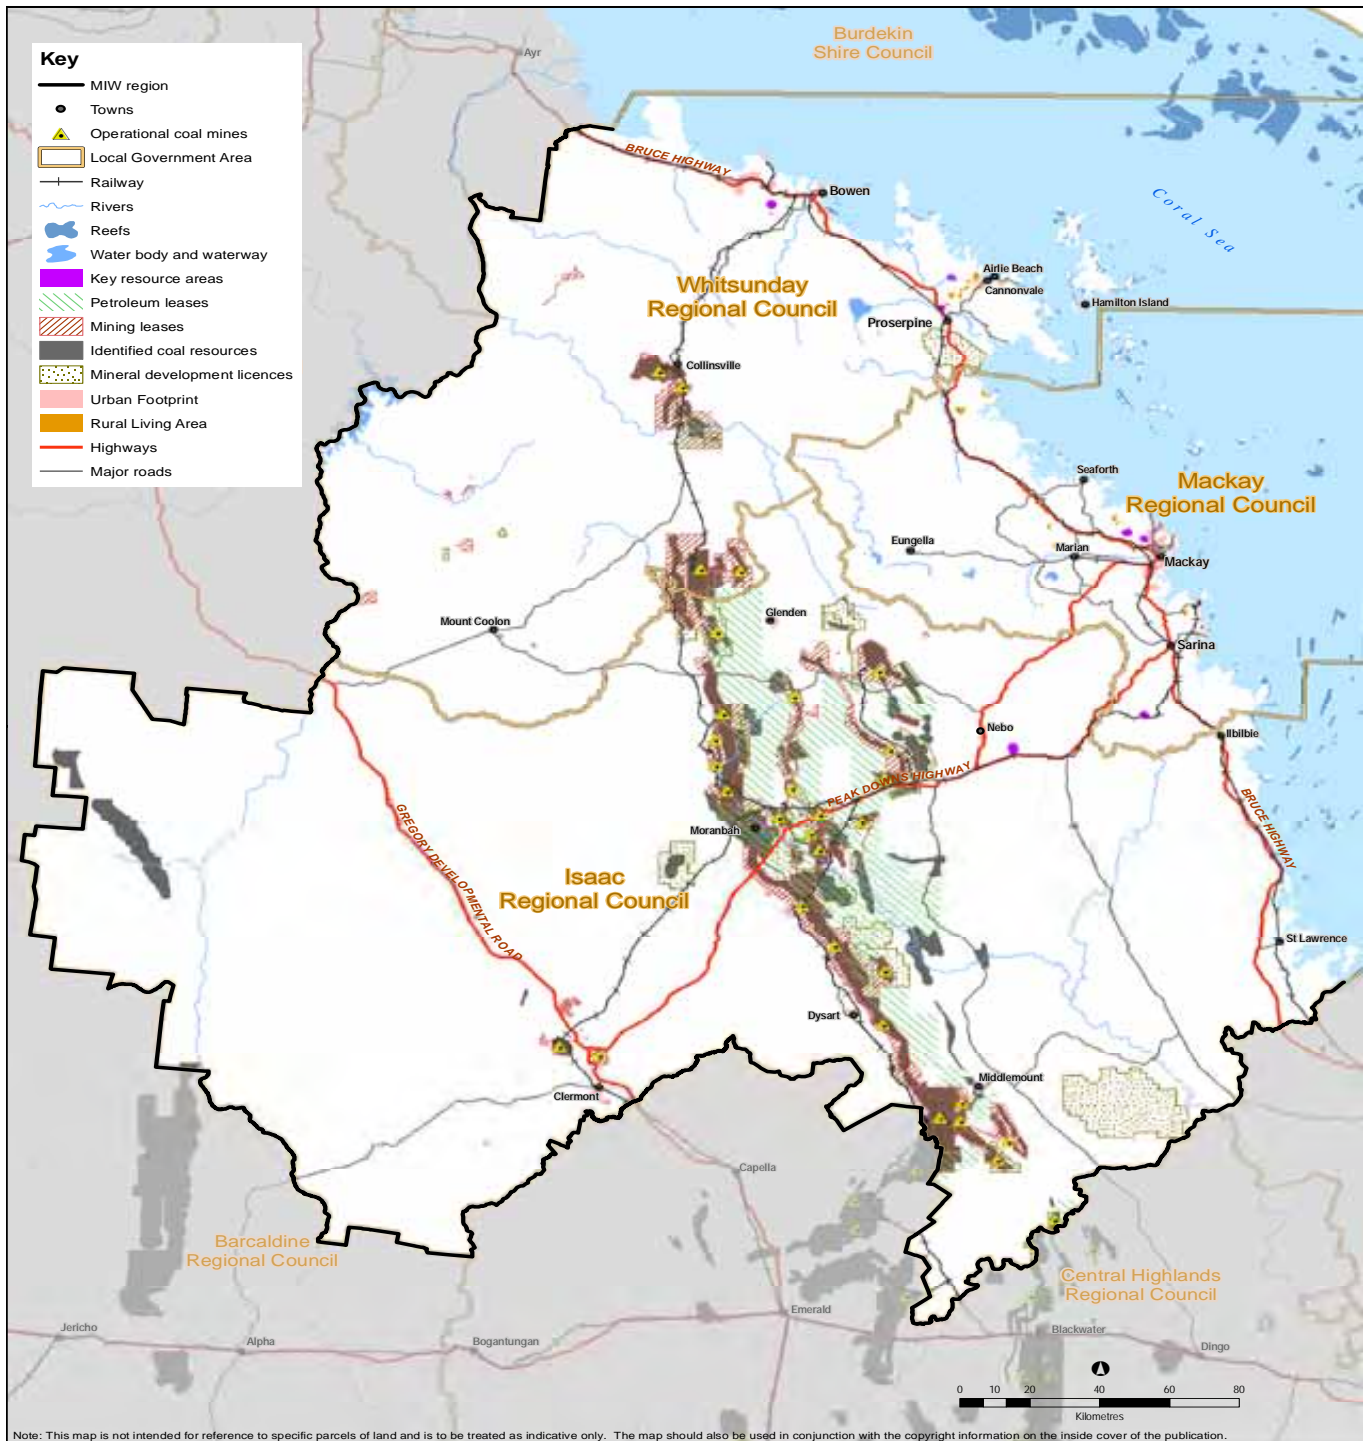 Key
MIW region
Towns
Operational coal mines
Local Government Area
Railway
Rivers
Reefs
Water body and waterway
Key resource areas
Petroleum leases
Mining leases
Identified coal resources
Mineral development licences
Urban Footprint
Rural Living Area
Highways
Major roads
Burdekin
Shire Council
Ayr
BRUCE HIGHWAY
Bowen
Coral Sea
Airlie Beach
Cannonvale
Hamilton Island
Whitsunday
Regional Council
Proserpine
Collinsville
Seaforth
Mackay
Regional Council
Eungella
Marian
Mackay
Glenden
Mount Coolon
Sarina
Nebo
Ilbilbie
PEAK DOWNS HIGHWAY
BRUCE HIGHWAY
GREGORY DEVELOPMENTAL ROAD
Moranbah
Isaac
Regional Council
St Lawrence
Dysart
Middlemount
Clermont
Capella
Barcaldine
Regional Council
Central Highlands
Regional Council
Emerald
Jericho
Alpha
Bogantungan
Blackwater
Dingo
0 10 20 40 60 80
Kilometres
Note: This map is not intended for reference to specific parcels of land and is to be treated as indicative only. The map should also be used in conjunction with the copyright information on the inside cover of the publication.